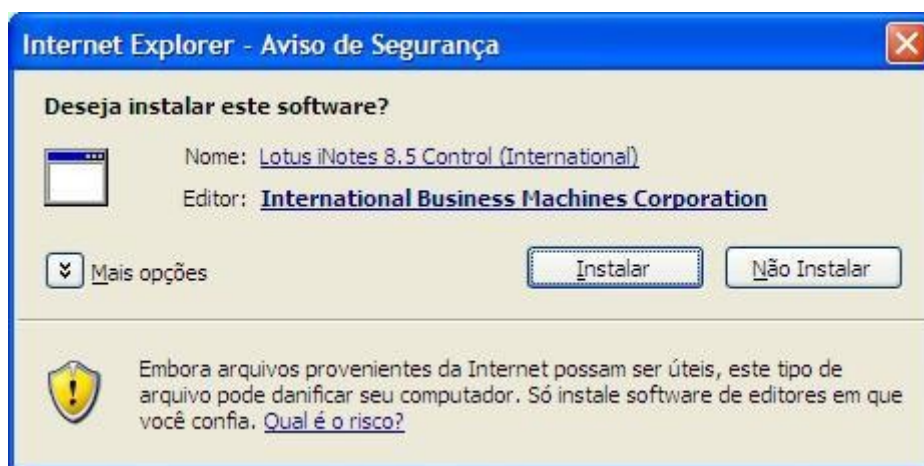 Internet Explorer - Aviso de Segurança
Deseja instalar este software?
Nome: Lotus iNotes 8.5 Control (International)
Editor: International Business Machines Corporation
Mais opções Instalar Não Instalar
Embora arquivos provenientes da Internet possam ser úteis, este tipo de
arquivo pode danificar seu computador. Só instale software de editores em que
você confia. Qual é o risco?